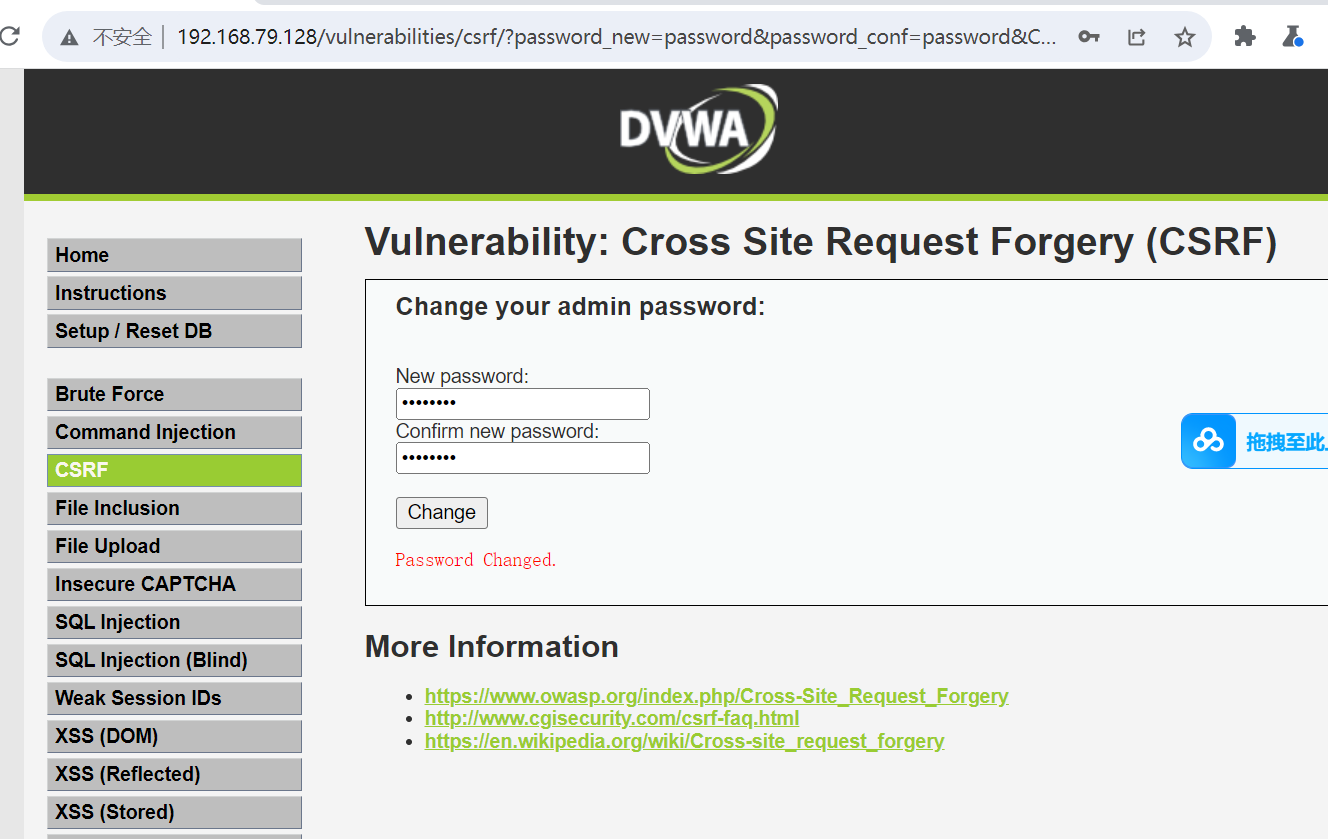 不安全 192.168.79.128/vulnerabilities/csrf/?password_new=password&password_conf=password&C...
DVWA
Vulnerability: Cross Site Request Forgery (CSRF)
Home
Instructions
Setup / Reset DB
Brute Force
Command Injection
CSRF
File Inclusion
File Upload
Insecure CAPTCHA
SQL Injection
SQL Injection (Blind)
Weak Session IDs
XSS (DOM)
XSS (Reflected)
XSS (Stored)
Change your admin password:
New password:
••••••••
Confirm new password:
••••••••
Change
Password Changed.
拖拽至此
More Information
https://www.owasp.org/index.php/Cross-Site_Request_Forgery
http://www.cgisecurity.com/csrf-faq.html
https://en.wikipedia.org/wiki/Cross-site_request_forgery